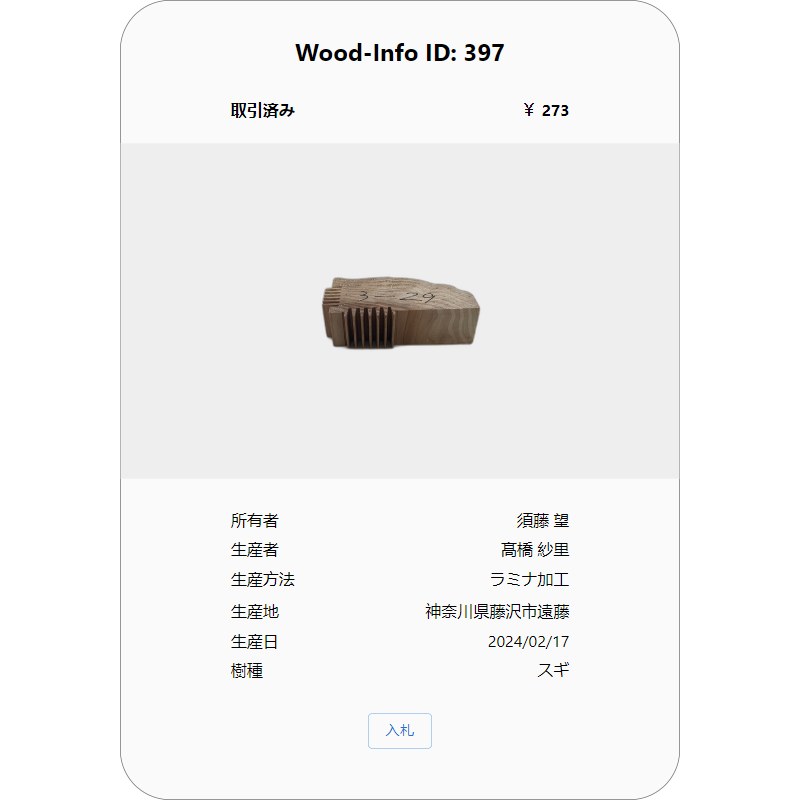 Wood-Info ID: 397
取引済み ¥ 273
3-29
所有者 須藤 望
生産者 髙橋 紗里
生産方法 ラミナ加工
生産地 神奈川県藤沢市遠藤
生産日 2024/02/17
樹種 スギ
入札